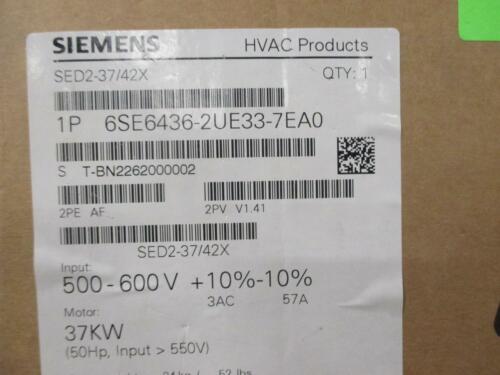 SIEMENS HVAC Products
SED2-37/42X QTY: 1
1P 6SE6436-2UE33-7EA0
S T-BN2262000002
2PE AF 2PV V1.41
SED2-37/42X
Input:
500-600V +10%-10%
3AC 57A
Motor:
37KW
(50Hp, Input > 550V)